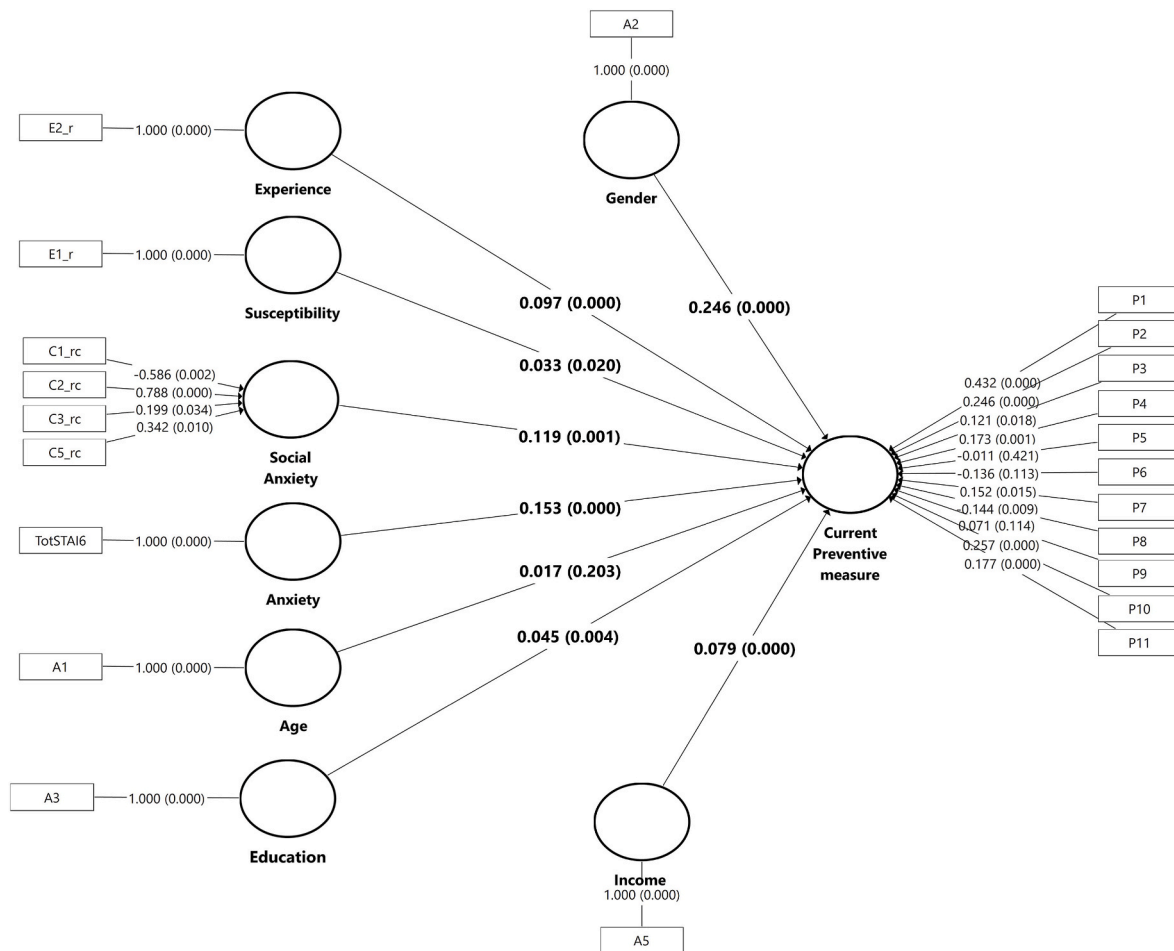 A2
1.000 (0.000)
Gender
E2_r
1.000 (0.000)
Experience
E1_r
1.000 (0.000)
Susceptibility
C1_rc
C2_rc
C3_rc
C5_rc
-0.586 (0.002)
0.788 (0.000)
0.199 (0.034)
0.342 (0.010)
Social
Anxiety
TotSTAI6
1.000 (0.000)
Anxiety
A1
1.000 (0.000)
Age
A3
1.000 (0.000)
Education
0.097 (0.000)
0.033 (0.020)
0.119 (0.001)
0.153 (0.000)
0.017 (0.203)
0.045 (0.004)
0.246 (0.000)
0.079 (0.000)
Current
Preventive
measure
0.432 (0.000)
0.246 (0.000)
0.121 (0.018)
0.173 (0.001)
-0.011 (0.421)
-0.136 (0.113)
0.152 (0.015)
-0.144 (0.009)
0.071 (0.114)
0.257 (0.000)
0.177 (0.000)
P1
P2
P3
P4
P5
P6
P7
P8
P9
P10
P11
Income
1.000 (0.000)
A5